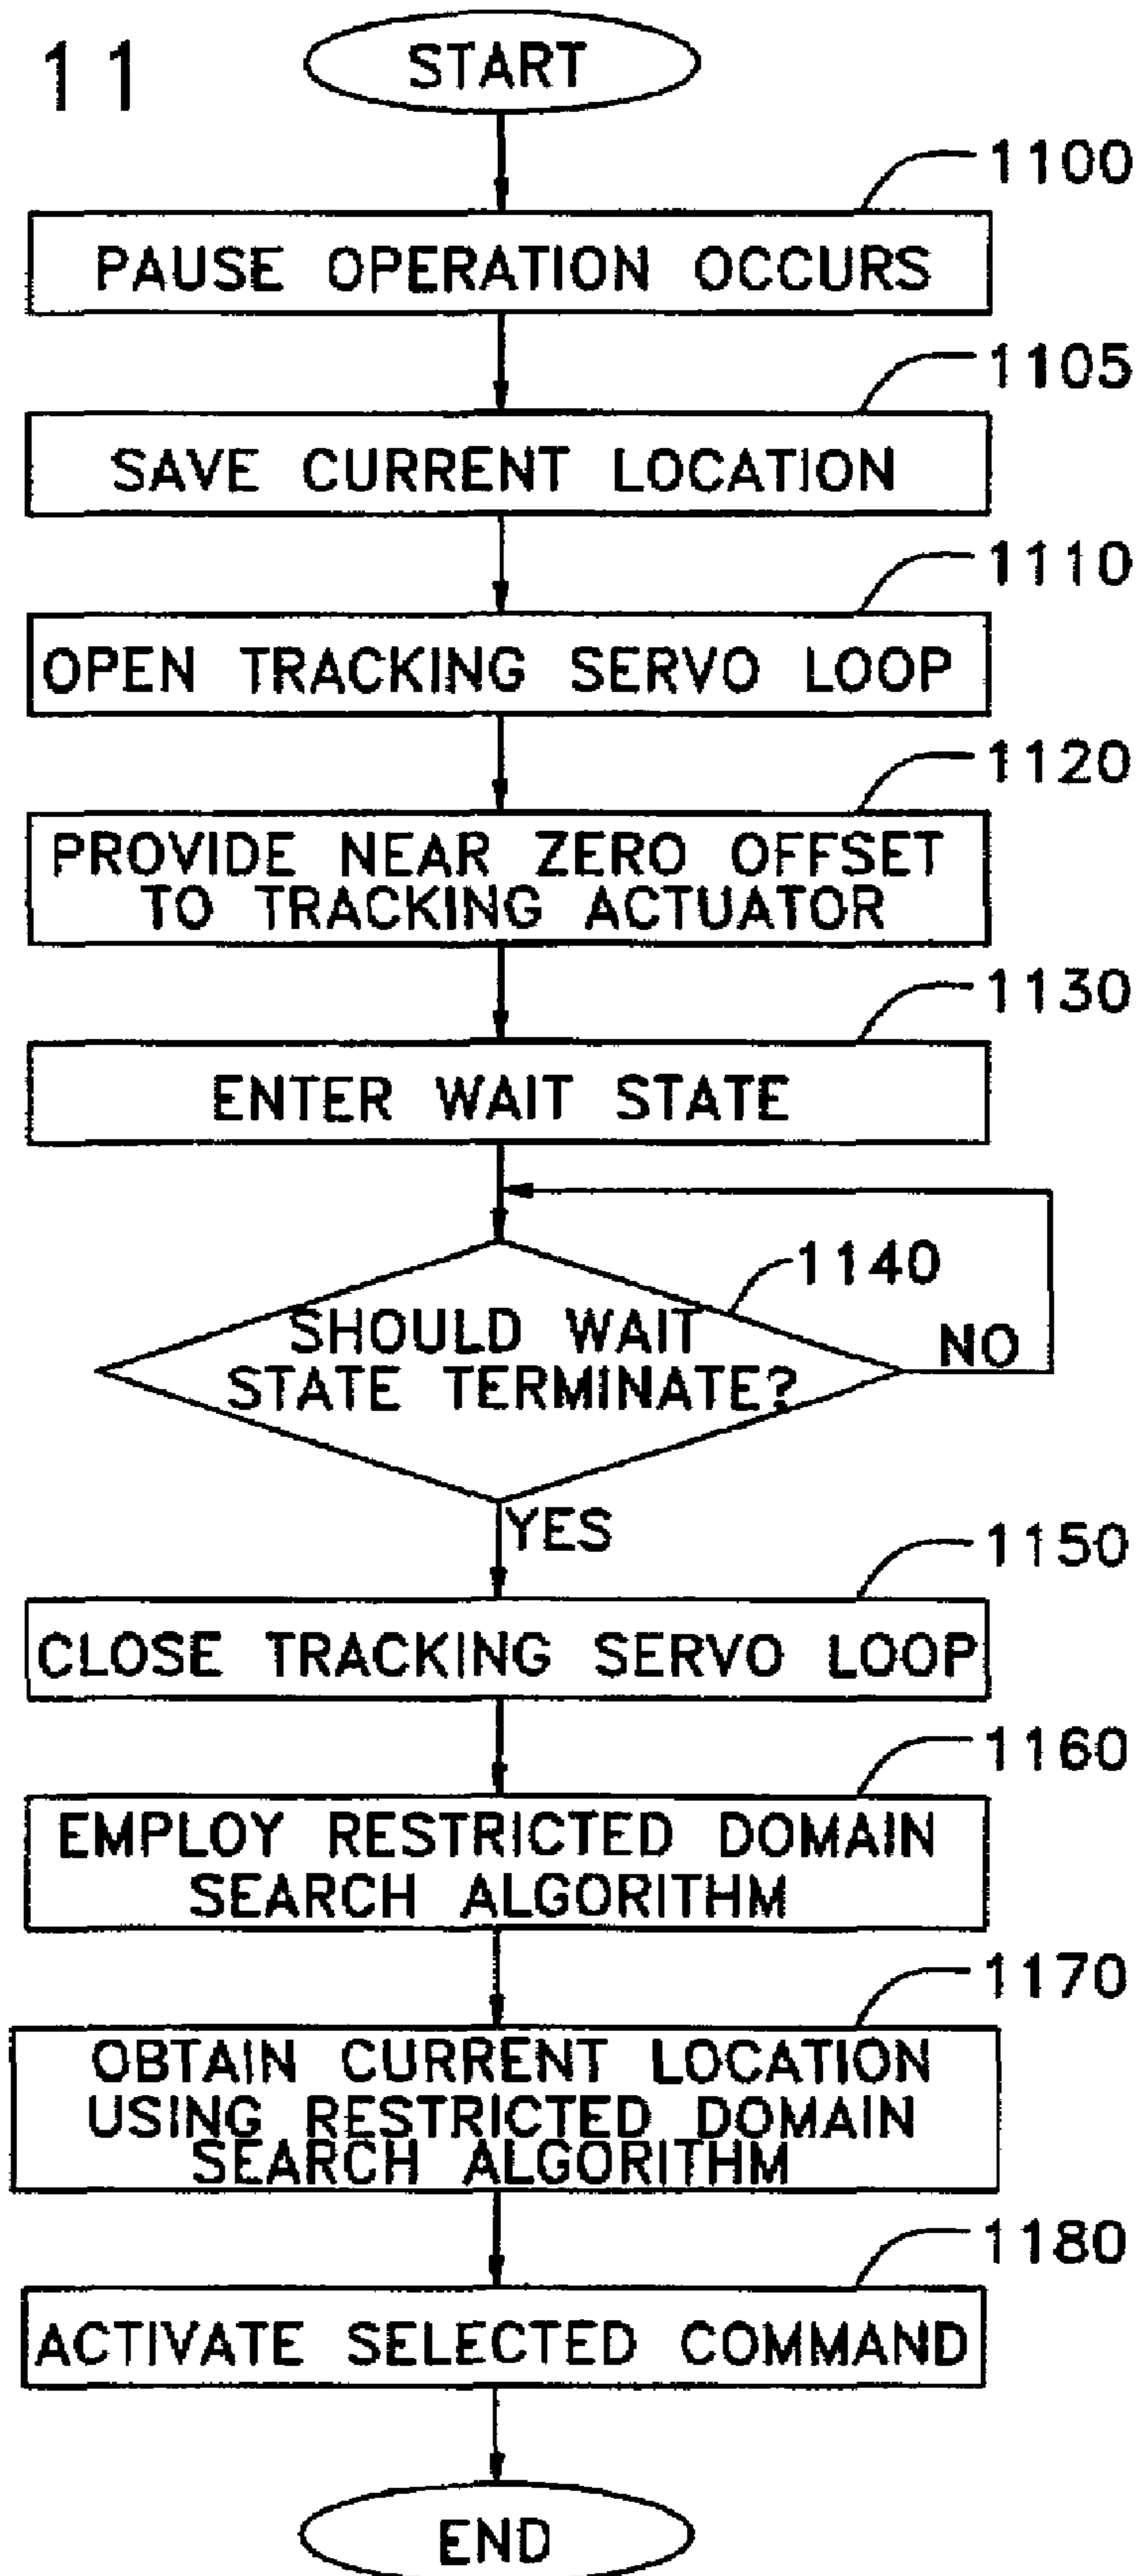 11
START
1100
PAUSE OPERATION OCCURS
1105
SAVE CURRENT LOCATION
1110
OPEN TRACKING SERVO LOOP
1120
PROVIDE NEAR ZERO OFFSET
TO TRACKING ACTUATOR
1130
ENTER WAIT STATE
1140
SHOULD WAIT
STATE TERMINATE?
NO
YES
1150
CLOSE TRACKING SERVO LOOP
1160
EMPLOY RESTRICTED DOMAIN
SEARCH ALGORITHM
1170
OBTAIN CURRENT LOCATION
USING RESTRICTED DOMAIN
SEARCH ALGORITHM
1180
ACTIVATE SELECTED COMMAND
END